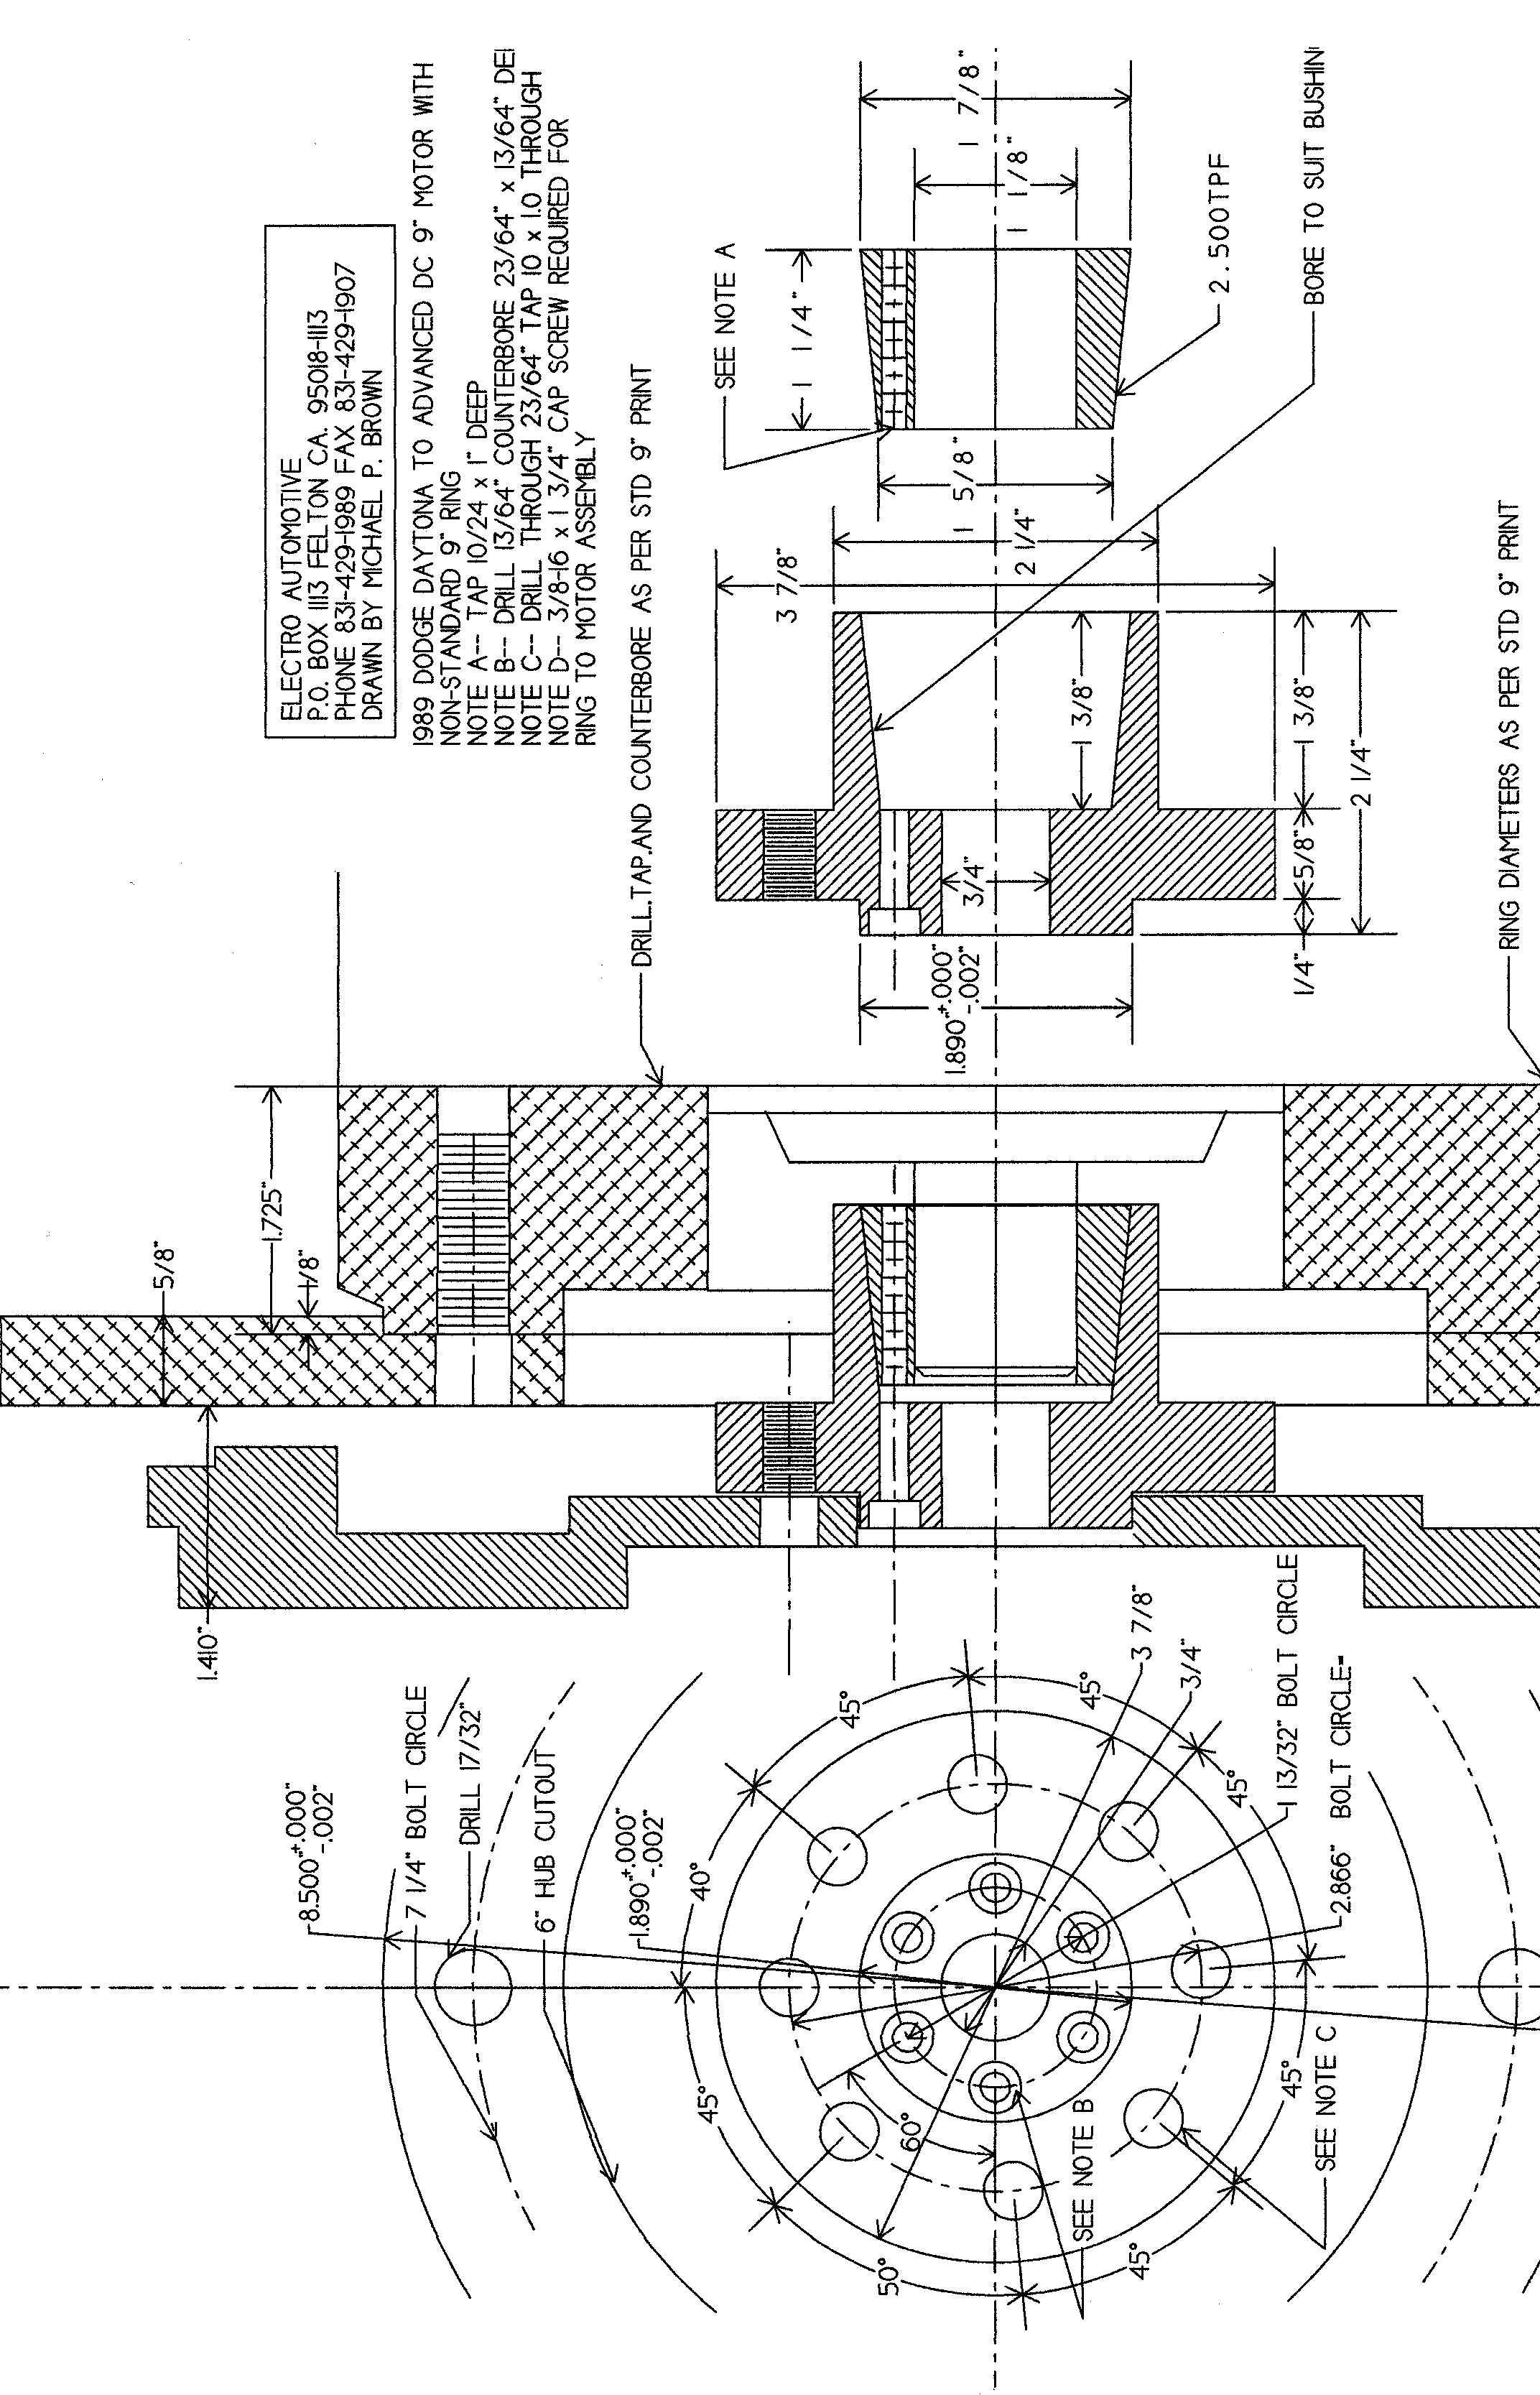 ELECTRO AUTOMOTIVE
P.O. BOX 1113 FELTON CA. 95018-1113
PHONE 831-429-1989 FAX 831-429-1907
DRAWN BY MICHAEL P. BROWN
1989 DODGE DAYTONA TO ADVANCED DC 9" MOTOR WITH
NON-STANDARD 9" RING
NOTE A-- TAP 10/24 x 1" DEEP
NOTE B-- DRILL 13/64" COUNTERBORE 23/64" x 13/64" DEI
NOTE C-- DRILL THROUGH 23/64" TAP 10 x 1.0 THROUGH
NOTE D-- 3/8-16 x 1 3/4" CAP SCREW REQUIRED FOR
RING TO MOTOR ASSEMBLY
DRILL,TAP,AND COUNTERBORE AS PER STD 9" PRINT
8.500"+.000"
-.002"
7 1/4" BOLT CIRCLE
DRILL 17/32"
6" HUB CUTOUT
1.890"+.000"
-.002"
40°
45°
45°
45°
45°
45°
50°
45°
60°
SEE NOTE B
SEE NOTE C
3 7/8"
3/4"
1 13/32" BOLT CIRCLE
2.866" BOLT CIRCLE
1.410"
5/8"
1.725"
1/8"
1.890"+.000"
-.002"
3/4"
1 3/8"
3 7/8"
2 1/4"
1/4"
5/8"
1 3/8"
2 1/4"
SEE NOTE A
1 1/4"
1 5/8"
1 1/8"
1 7/8"
2.500TPF
BORE TO SUIT BUSHIN
RING DIAMETERS AS PER STD 9" PRINT